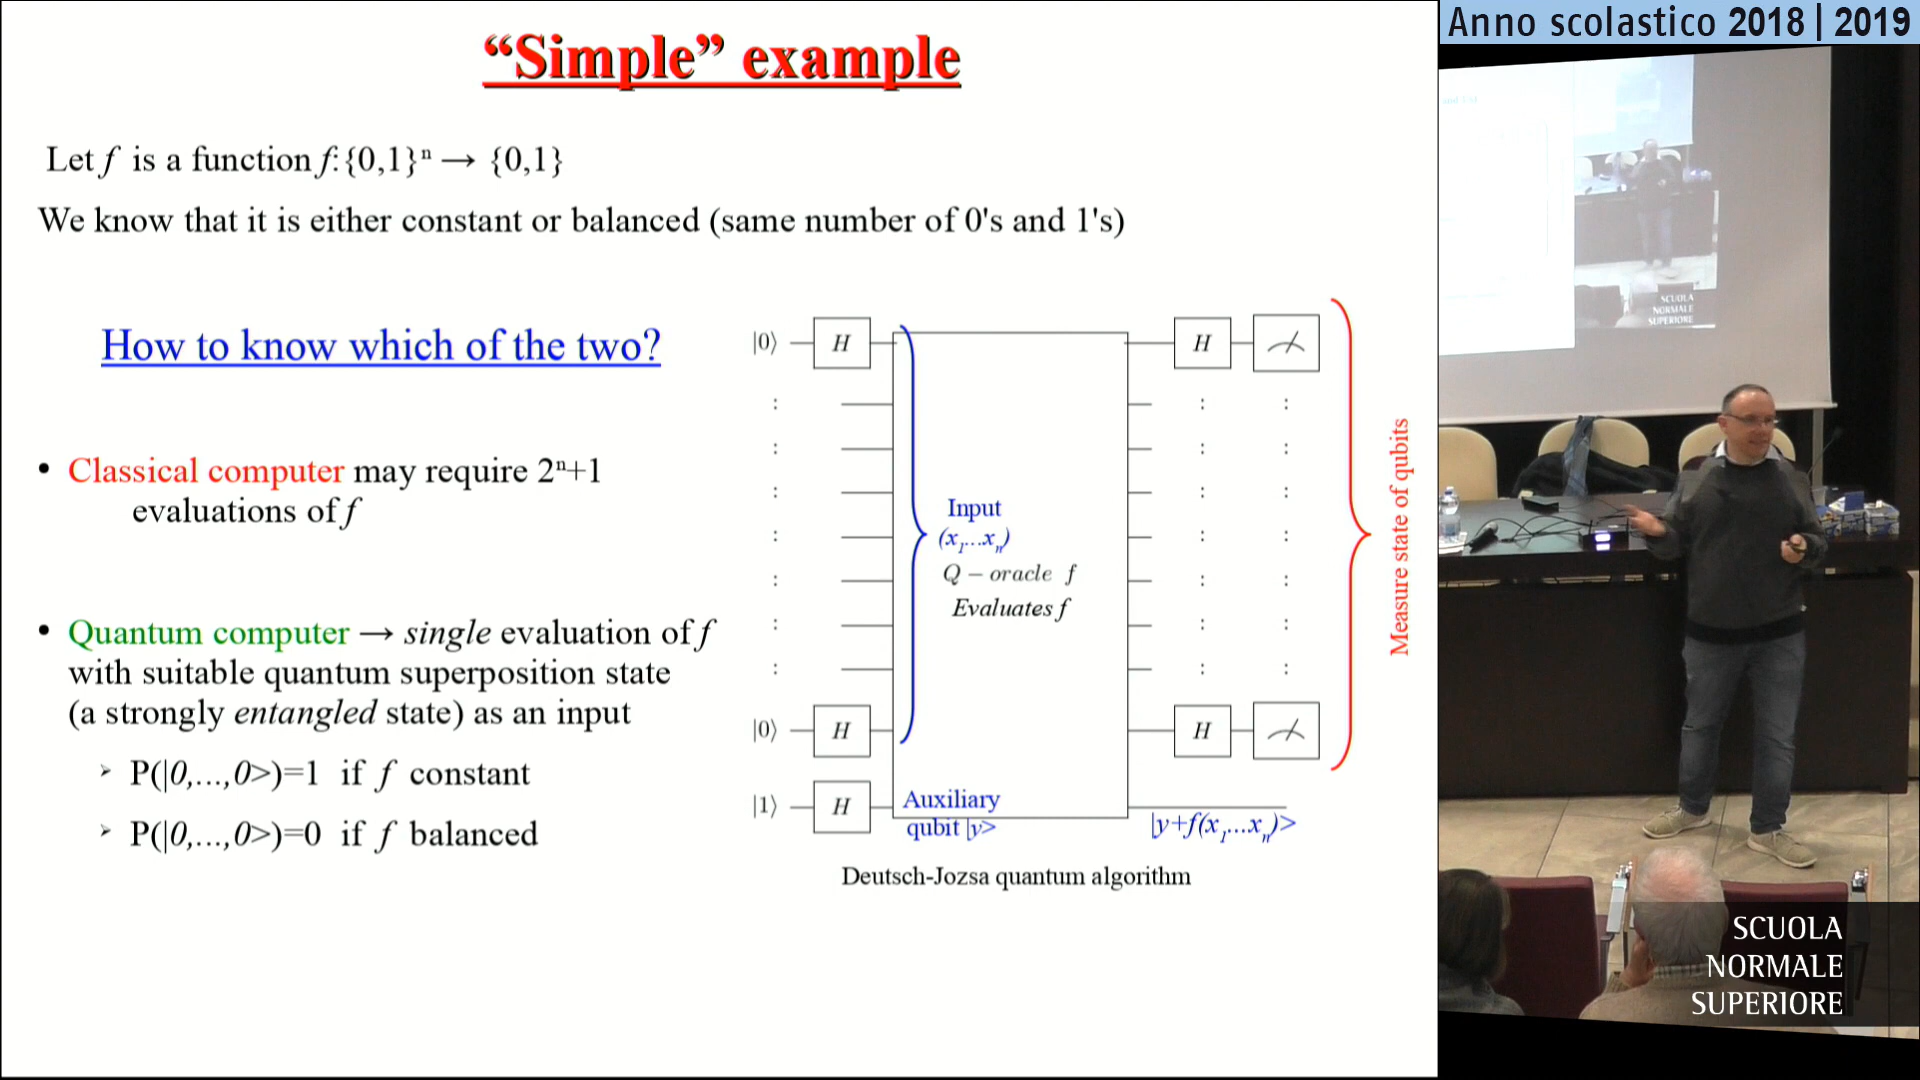 “Simple” example
Let f is a function f:{0,1}ⁿ → {0,1}
We know that it is either constant or balanced (same number of 0's and 1's)
How to know which of the two?
• Classical computer may require 2ⁿ+1
evaluations of f
• Quantum computer → single evaluation of f
with suitable quantum superposition state
(a strongly entangled state) as an input
➢ P(|0,...,0>)=1 if f constant
➢ P(|0,...,0>)=0 if f balanced
|0⟩ H H
Input
(x₁...xₙ)
Q – oracle f
Evaluates f
|0⟩ H H
|1⟩ H
Auxiliary
qubit |y>
|y+f(x₁...xₙ)>
Deutsch-Jozsa quantum algorithm
Measure state of qubits
Anno scolastico 2018 | 2019
SCUOLA
NORMALE
SUPERIORE
SCUOLA
NORMALE
SUPERIORE